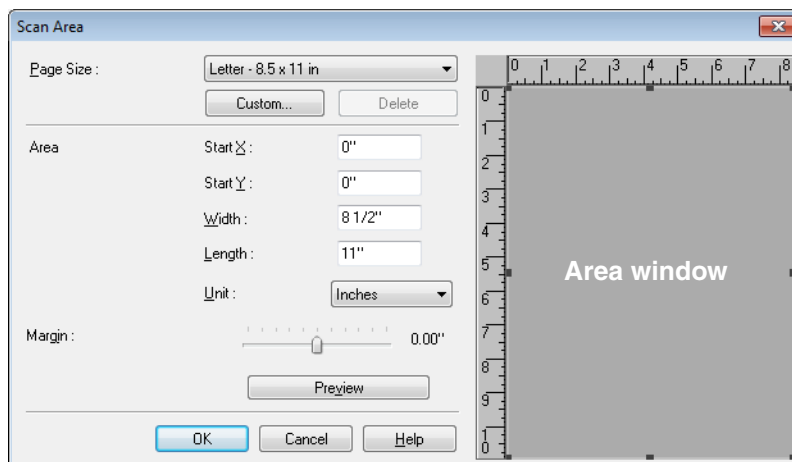 Scan Area
Page Size :
Letter - 8.5 x 11 in
Custom...
Delete
Area
Start X :
0"
Start Y :
0"
Width :
8 1/2"
Length :
11"
Unit :
Inches
Margin :
0.00"
Preview
OK
Cancel
Help
0 1 2 3 4 5 6 7 8
0
1
2
3
4
5
6
7
8
9
10
Area window